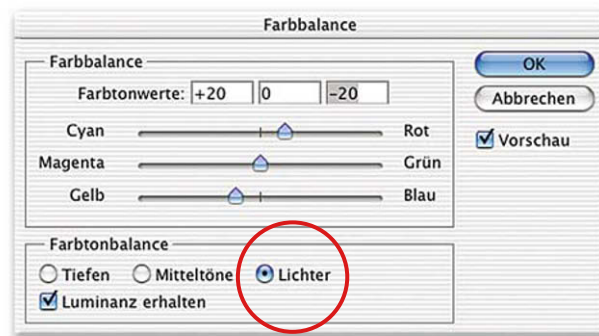 Farbbalance
Farbbalance
Farbtonwerte: +20 0 -20
Cyan Rot
Magenta Grün
Gelb Blau
Farbtonbalance
Tiefen Mitteltöne Lichter
Luminanz erhalten
OK
Abbrechen
Vorschau